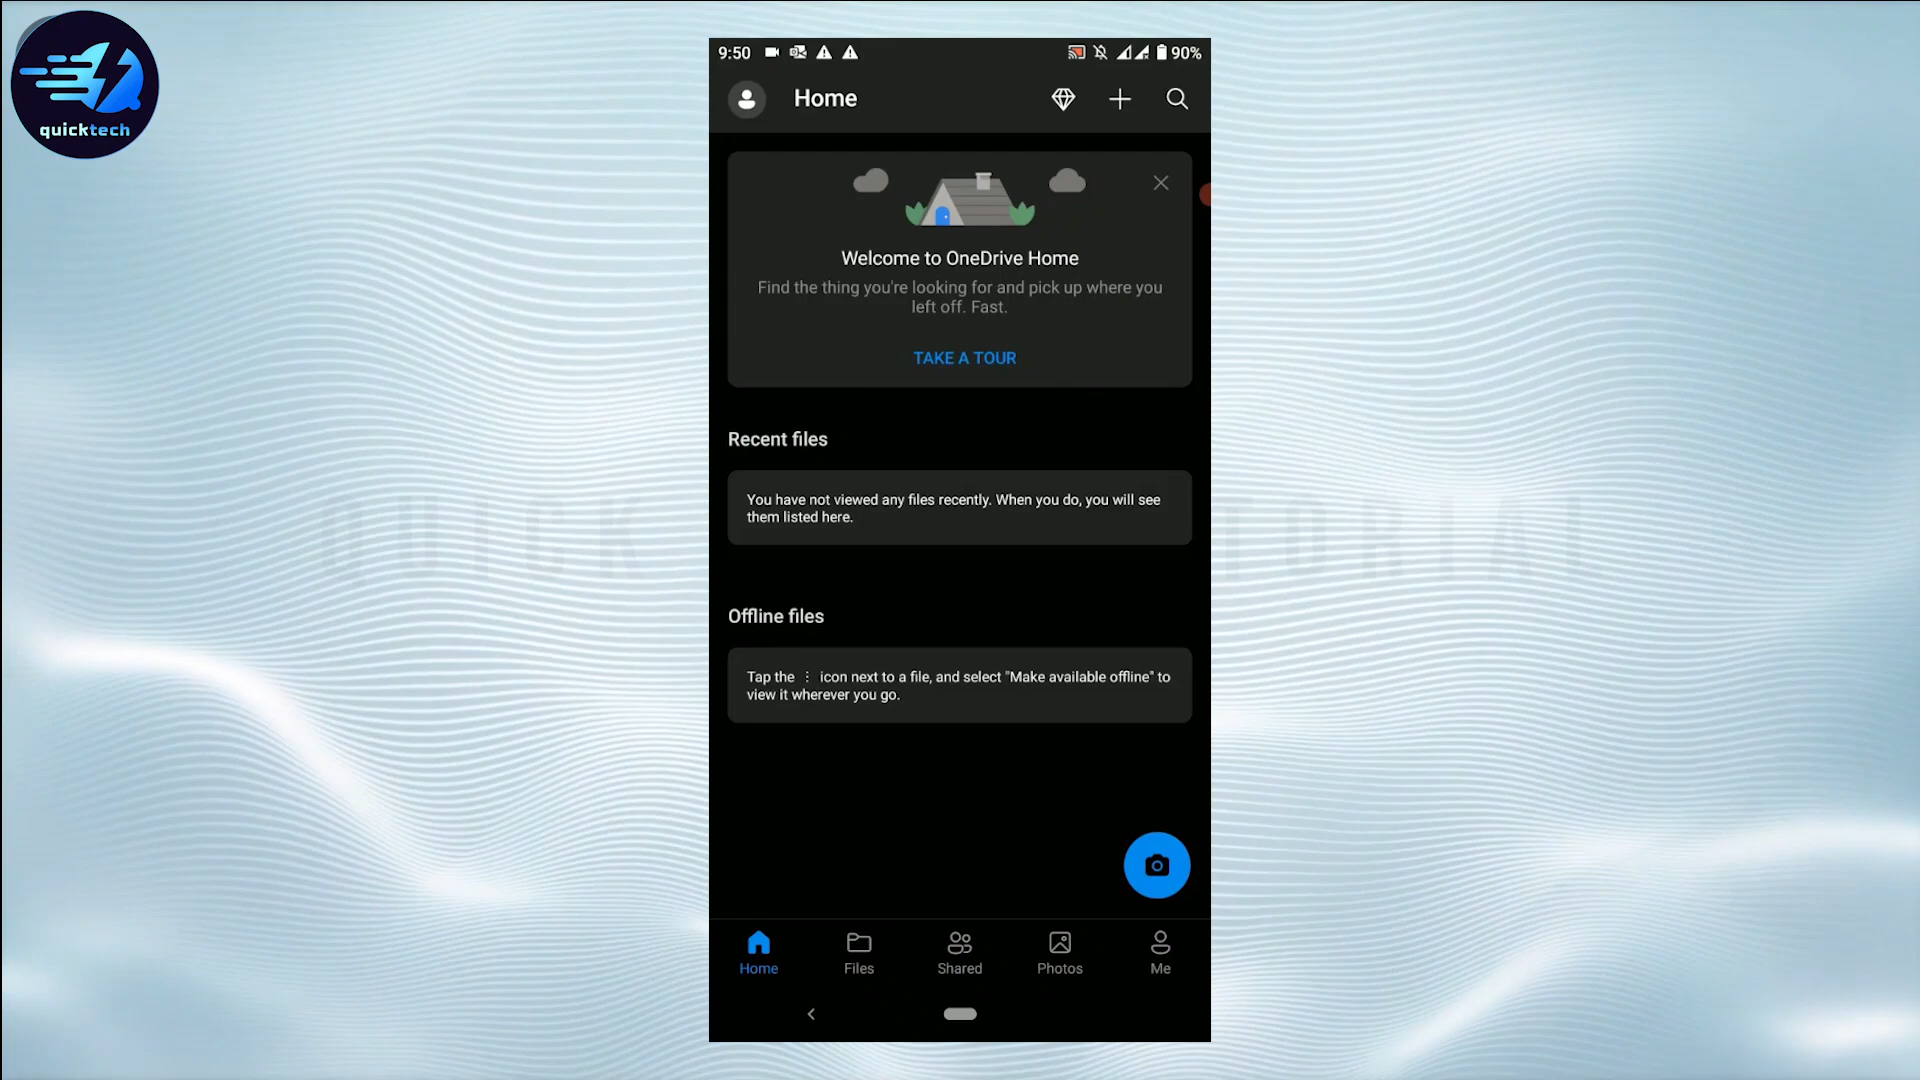 quicktech
9:50
90%
Home
Welcome to OneDrive Home
Find the thing you're looking for and pick up where you
left off. Fast.
TAKE A TOUR
Recent files
You have not viewed any files recently. When you do, you will see
them listed here.
QUICK TORIAL
Offline files
Tap the ⋮ icon next to a file, and select "Make available offline" to
view it wherever you go.
Home
Files
Shared
Photos
Me